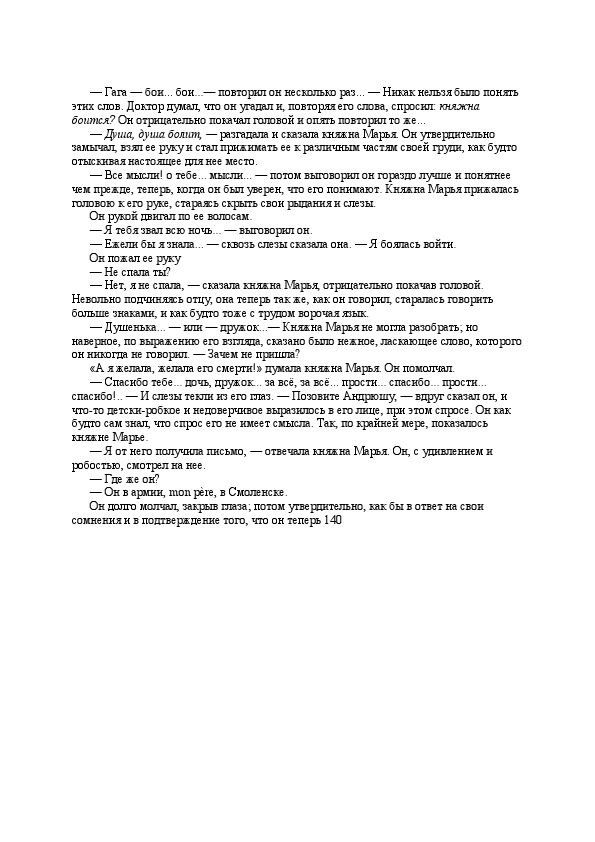 — Гага — бои... бои...— повторил он несколько раз... — Никак нельзя было понять
этих слов. Доктор думал, что он угадал и, повторяя его слова, спросил: княжна
боится? Он отрицательно покачал головой и опять повторил то же...
— Душа, душа болит, — разгадала и сказала княжна Марья. Он утвердительно
замычал, взял ее руку и стал прижимать ее к различным частям своей груди, как будто
отыскивая настоящее для нее место.
— Все мысли! о тебе... мысли... — потом выговорил он гораздо лучше и понятнее
чем прежде, теперь, когда он был уверен, что его понимают. Княжна Марья прижалась
головою к его руке, стараясь скрыть свои рыдания и слезы.
Он рукой двигал по ее волосам.
— Я тебя звал всю ночь... — выговорил он.
— Ежели бы я знала... — сквозь слезы сказала она. — Я боялась войти.
Он пожал ее руку
— Не спала ты?
— Нет, я не спала, — сказала княжна Марья, отрицательно покачав головой.
Невольно подчиняясь отцу, она теперь так же, как он говорил, старалась говорить
больше знаками, и как будто тоже с трудом ворочая язык.
— Душенька... — или — дружок...— Княжна Марья не могла разобрать; но
наверное, по выражению его взгляда, сказано было нежное, ласкающее слово, которого
он никогда не говорил. — Зачем не пришла?
«А я желала, желала его смерти!» думала княжна Марья. Он помолчал.
— Спасибо тебе... дочь, дружок... за всё, за всё... прости... спасибо... прости...
спасибо!.. — И слезы текли из его глаз. — Позовите Андрюшу, — вдруг сказал он, и
что-то детски-робкое и недоверчивое выразилось в его лице, при этом спросе. Он как
будто сам знал, что спрос его не имеет смысла. Так, по крайней мере, показалось
княжне Марье.
— Я от него получила письмо, — отвечала княжна Марья. Он, с удивлением и
робостью, смотрел на нее.
— Где же он?
— Он в армии, mon père, в Смоленске.
Он долго молчал, закрыв глаза; потом утвердительно, как бы в ответ на свои
сомнения и в подтверждение того, что он теперь 140